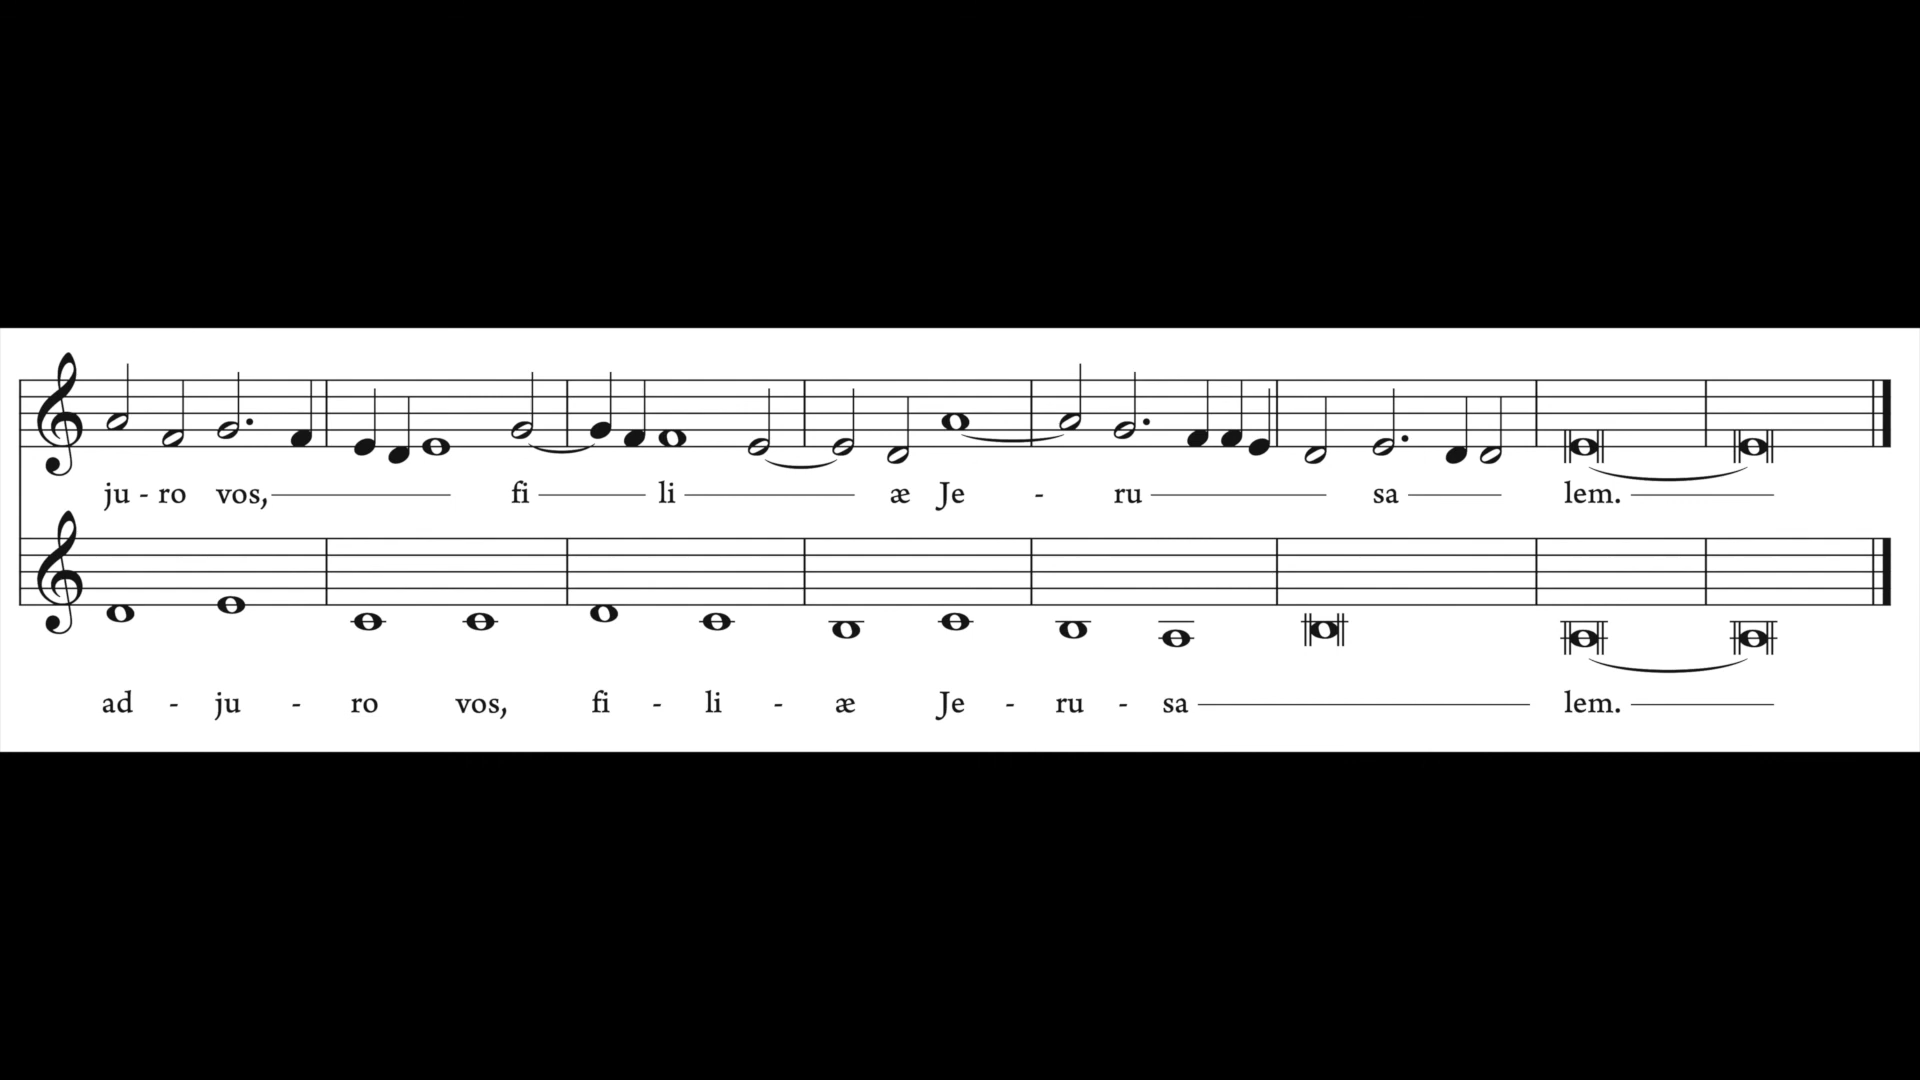 ju - ro vos, fi li æ Je - ru sa lem.
ad - ju - ro vos, fi - li - æ Je - ru - sa lem.